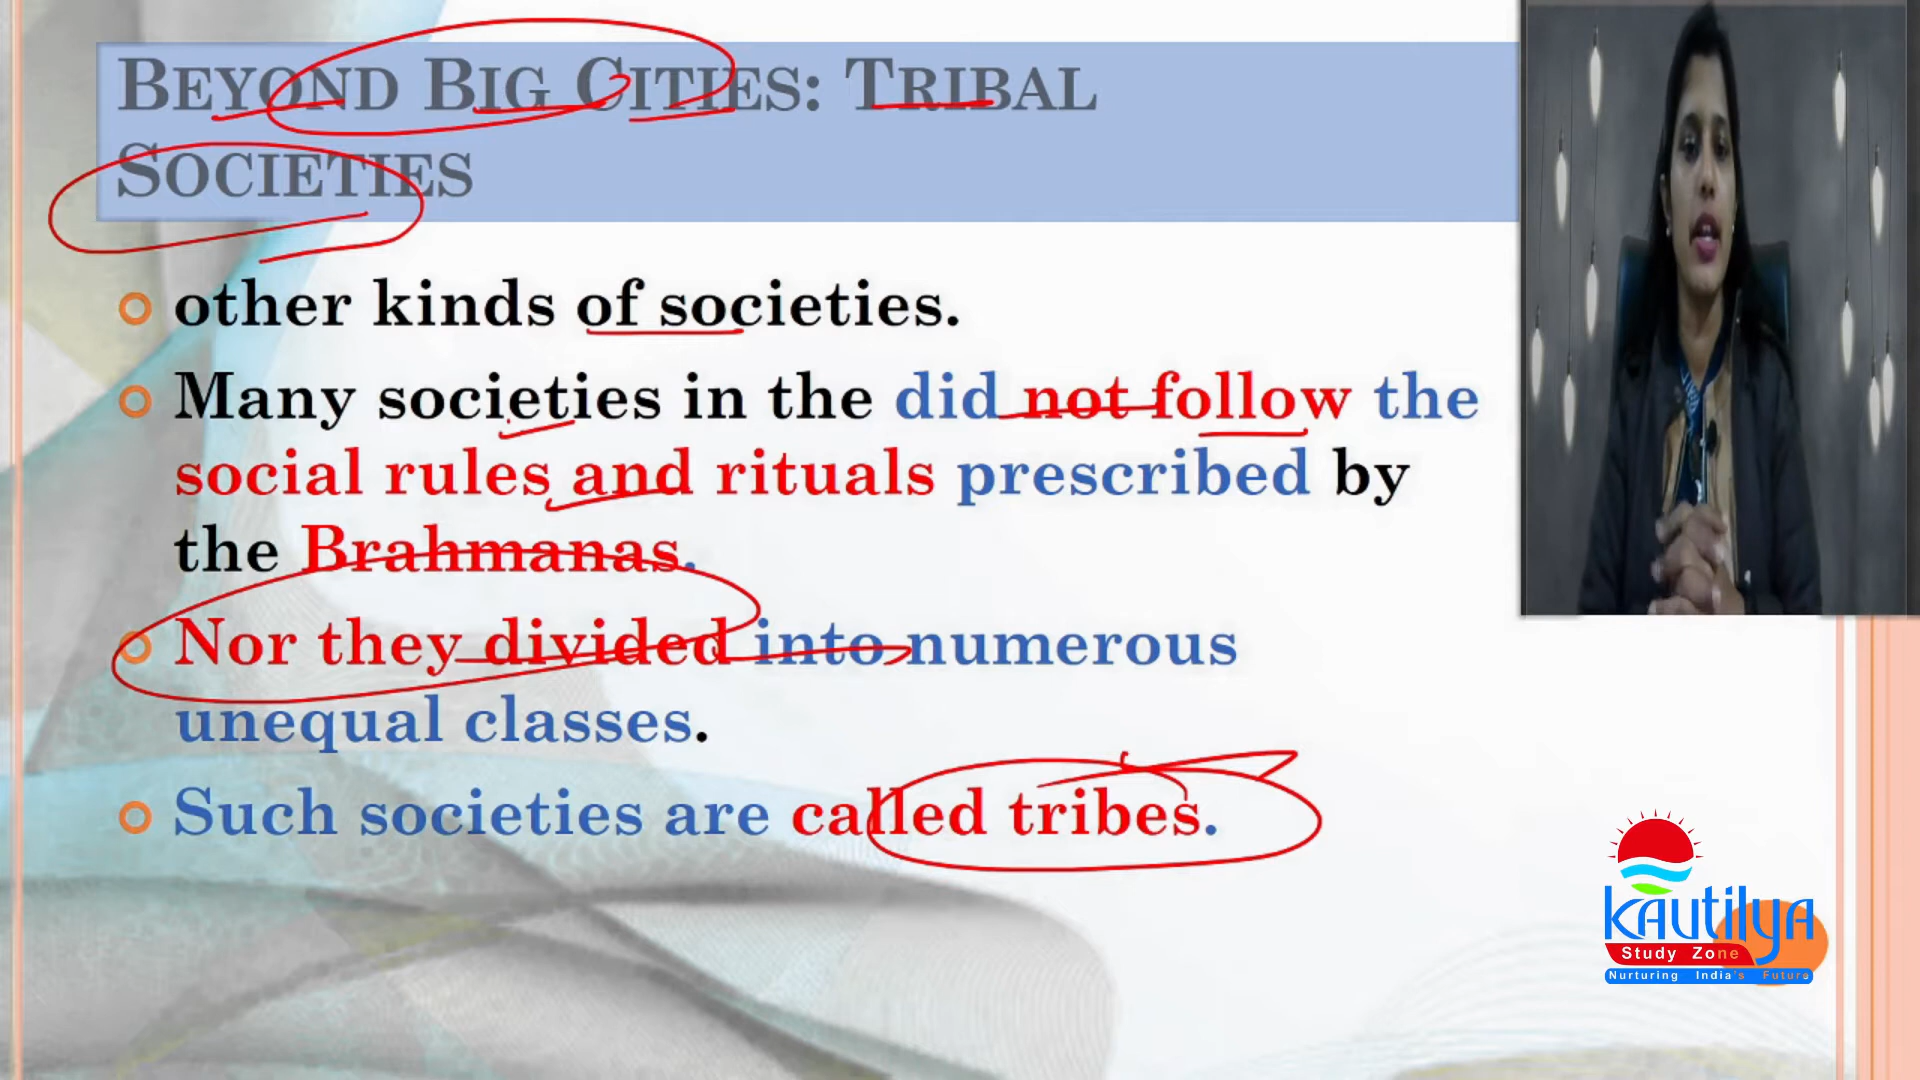 BEYOND BIG CITIES: TRIBAL
SOCIETIES
other kinds of societies.
Many societies in the did not follow the
social rules and rituals prescribed by
the Brahmanas.
Nor they divided into numerous
unequal classes.
Such societies are called tribes.
Kautilya
Study Zone
Nurturing India's Future